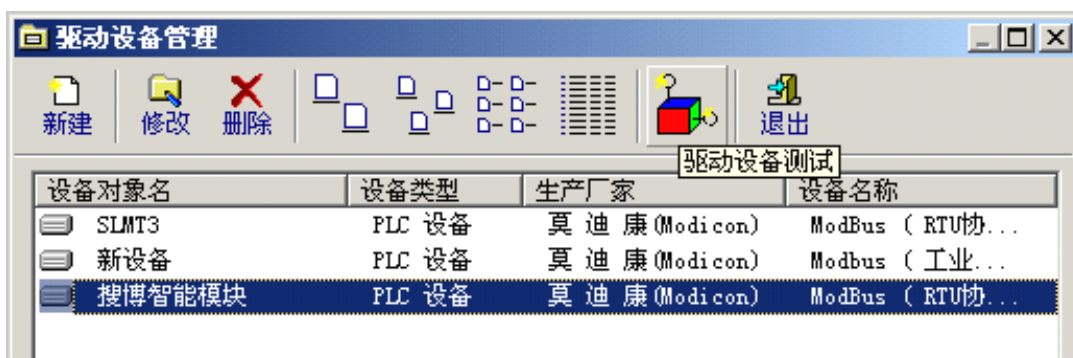 驱动设备管理
新建 修改 删除 退出
驱动设备测试
设备对象名 设备类型 生产厂家 设备名称
SLMT3 PLC 设备 莫迪康(Modicon) ModBus ( RTU协...
新设备 PLC 设备 莫迪康(Modicon) Modbus ( 工业...
搜博智能模块 PLC 设备 莫迪康(Modicon) ModBus ( RTU协...